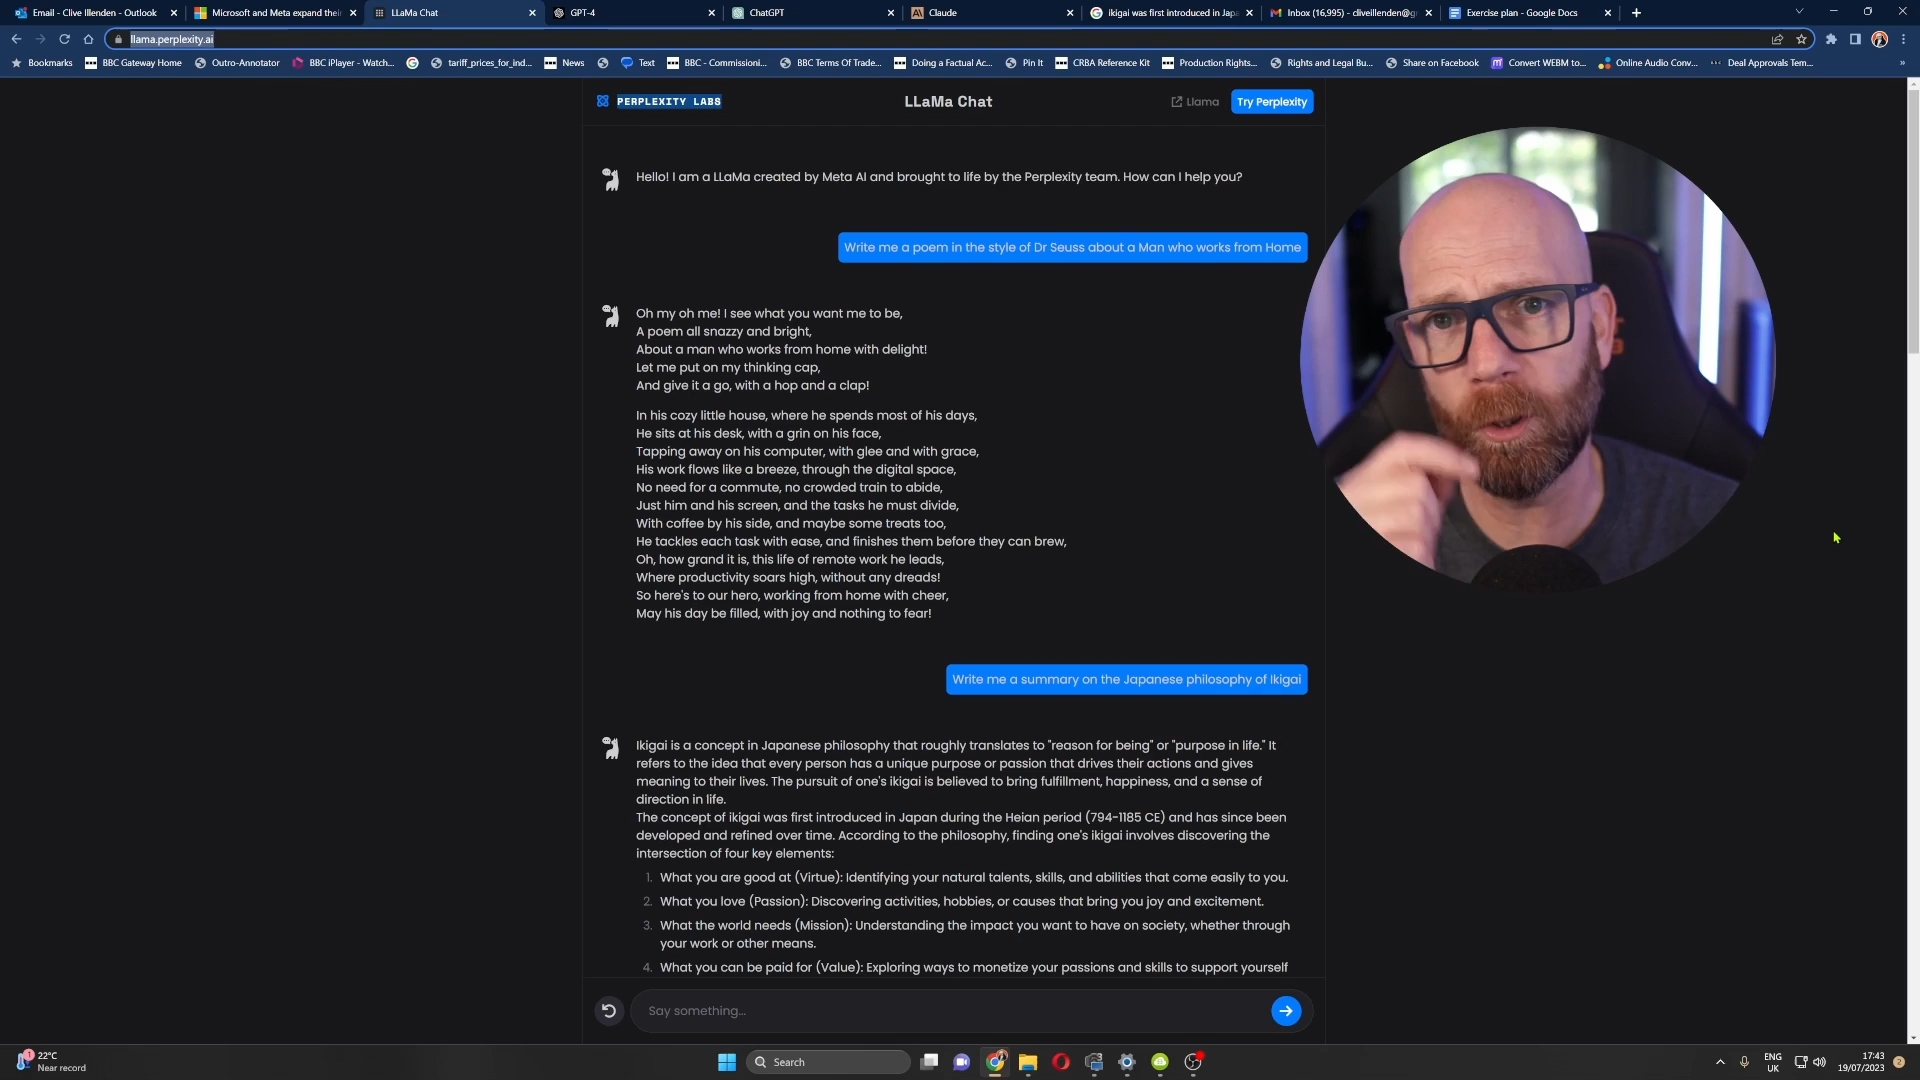 Email - Clive Illenden - Outlook
Microsoft and Meta expand their
LLaMa Chat
GPT-4
ChatGPT
Claude
ikigai was first introduced in Japa
Inbox (16,995) - cliveillenden@g
Exercise plan - Google Docs
llama.perplexity.ai
Bookmarks
BBC Gateway Home
Outro-Annotator
BBC iPlayer - Watch...
tariff_prices_for_ind...
News
Text
BBC - Commissioni...
BBC Terms Of Trade...
Doing a Factual Ac...
Pin It
CRBA Reference Kit
Production Rights...
Rights and Legal Bu...
Share on Facebook
Convert WEBM to...
Online Audio Conv...
Deal Approvals Tem...
PERPLEXITY LABS
LLaMa Chat
Llama
Try Perplexity
Hello! I am a LLaMa created by Meta AI and brought to life by the Perplexity team. How can I help you?
Write me a poem in the style of Dr Seuss about a Man who works from Home
Oh my oh me! I see what you want me to be,
A poem all snazzy and bright,
About a man who works from home with delight!
Let me put on my thinking cap,
And give it a go, with a hop and a clap!
In his cozy little house, where he spends most of his days,
He sits at his desk, with a grin on his face,
Tapping away on his computer, with glee and with grace,
His work flows like a breeze, through the digital space,
No need for a commute, no crowded train to abide,
Just him and his screen, and the tasks he must divide,
With coffee by his side, and maybe some treats too,
He tackles each task with ease, and finishes them before they can brew,
Oh, how grand it is, this life of remote work he leads,
Where productivity soars high, without any dreads!
So here's to our hero, working from home with cheer,
May his day be filled, with joy and nothing to fear!
Write me a summary on the Japanese philosophy of Ikigai
Ikigai is a concept in Japanese philosophy that roughly translates to "reason for being" or "purpose in life." It
refers to the idea that every person has a unique purpose or passion that drives their actions and gives
meaning to their lives. The pursuit of one's ikigai is believed to bring fulfillment, happiness, and a sense of
direction in life.
The concept of ikigai was first introduced in Japan during the Heian period (794-1185 CE) and has since been
developed and refined over time. According to the philosophy, finding one's ikigai involves discovering the
intersection of four key elements:
1. What you are good at (Virtue): Identifying your natural talents, skills, and abilities that come easily to you.
2. What you love (Passion): Discovering activities, hobbies, or causes that bring you joy and excitement.
3. What the world needs (Mission): Understanding the impact you want to have on society, whether through
your work or other means.
4. What you can be paid for (Value): Exploring ways to monetize your passions and skills to support yourself
Say something...
1
22°C
Near record
Search
ENG
UK
17:43
19/07/2023
2